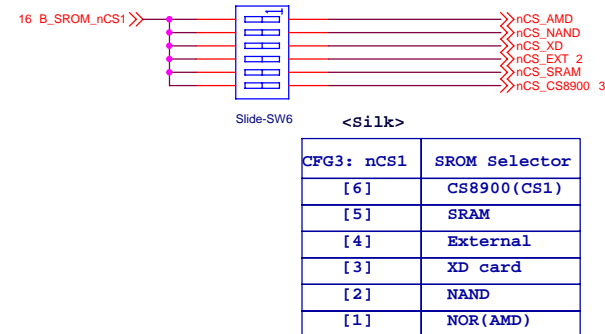 16 B_SROM_nCS1
1
nCS_AMD
nCS_NAND
nCS_XD
nCS_EXT 2
nCS_SRAM
nCS_CS8900 3
Slide-SW6
<Silk>
CFG3: nCS1 SROM Selector
[6] CS8900(CS1)
[5] SRAM
[4] External
[3] XD card
[2] NAND
[1] NOR(AMD)